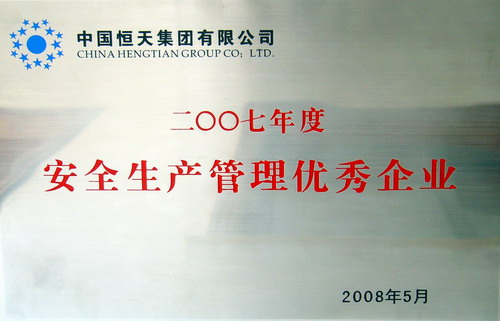 中国恒天集团有限公司
CHINA HENGTIAN GROUP CO; LTD.
二〇〇七年度
安全生产管理优秀企业
2008年5月